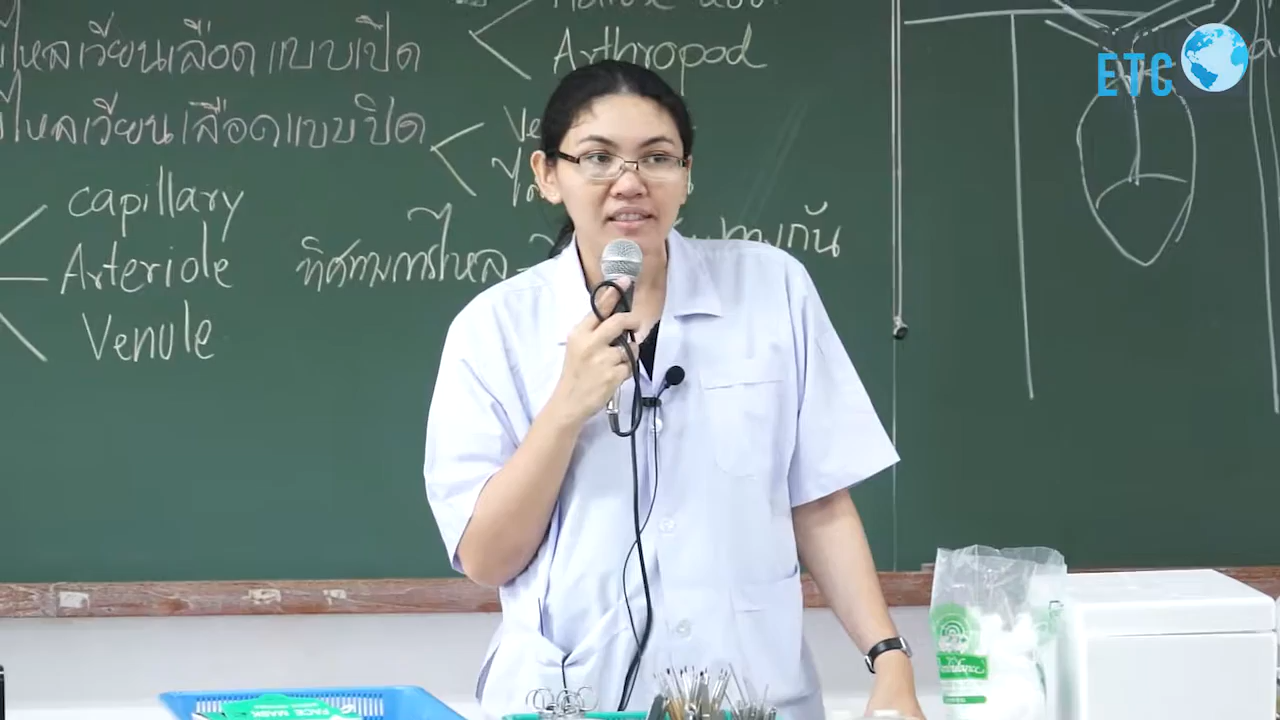 ไหลเวียนเลือดแบบเปิด
Arthropod
ไหลเวียนเลือดแบบปิด
capillary
Arteriole
Venule
ทิศทางการไหล
ETC
FACE MASK